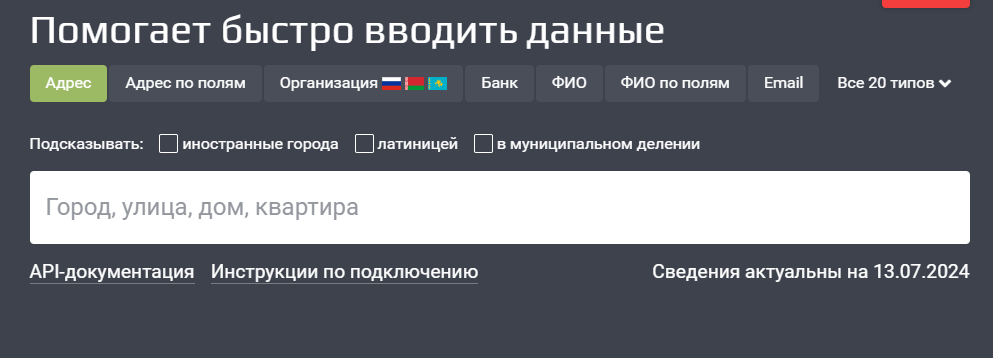 Помогает быстро вводить данные
Адрес Адрес по полям Организация Банк ФИО ФИО по полям Email Все 20 типов
Подсказывать: иностранные города латиницей в муниципальном делении
Город, улица, дом, квартира
API-документация Инструкции по подключению Сведения актуальны на 13.07.2024